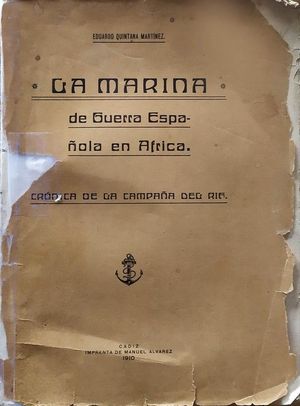 EDUARDO QUINTANA MARTÍNEZ.
LA MARINA
de Guerra Espa-
ñola en Africa.
CRÓNICA DE LA CAMPAÑA DEL RIF.
CADIZ
IMPRENTA DE MANUEL ALVAREZ
1910